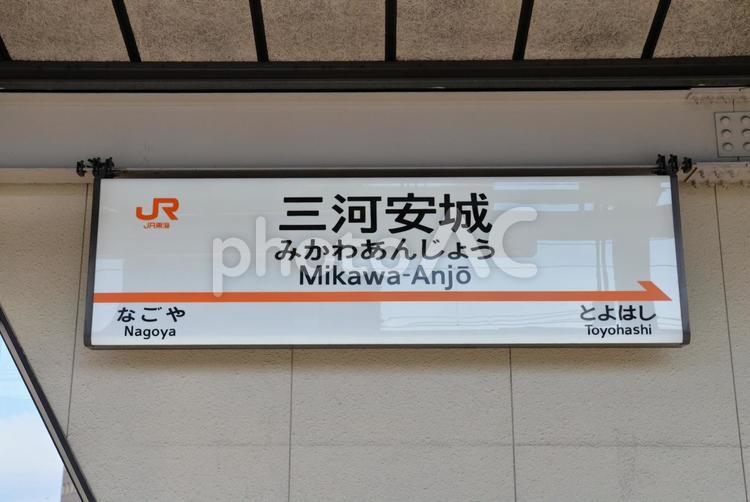 JR
JR東海
三河安城
みかわあんじょう
Mikawa-Anjō
なごや
Nagoya
とよはし
Toyohashi
photoAC